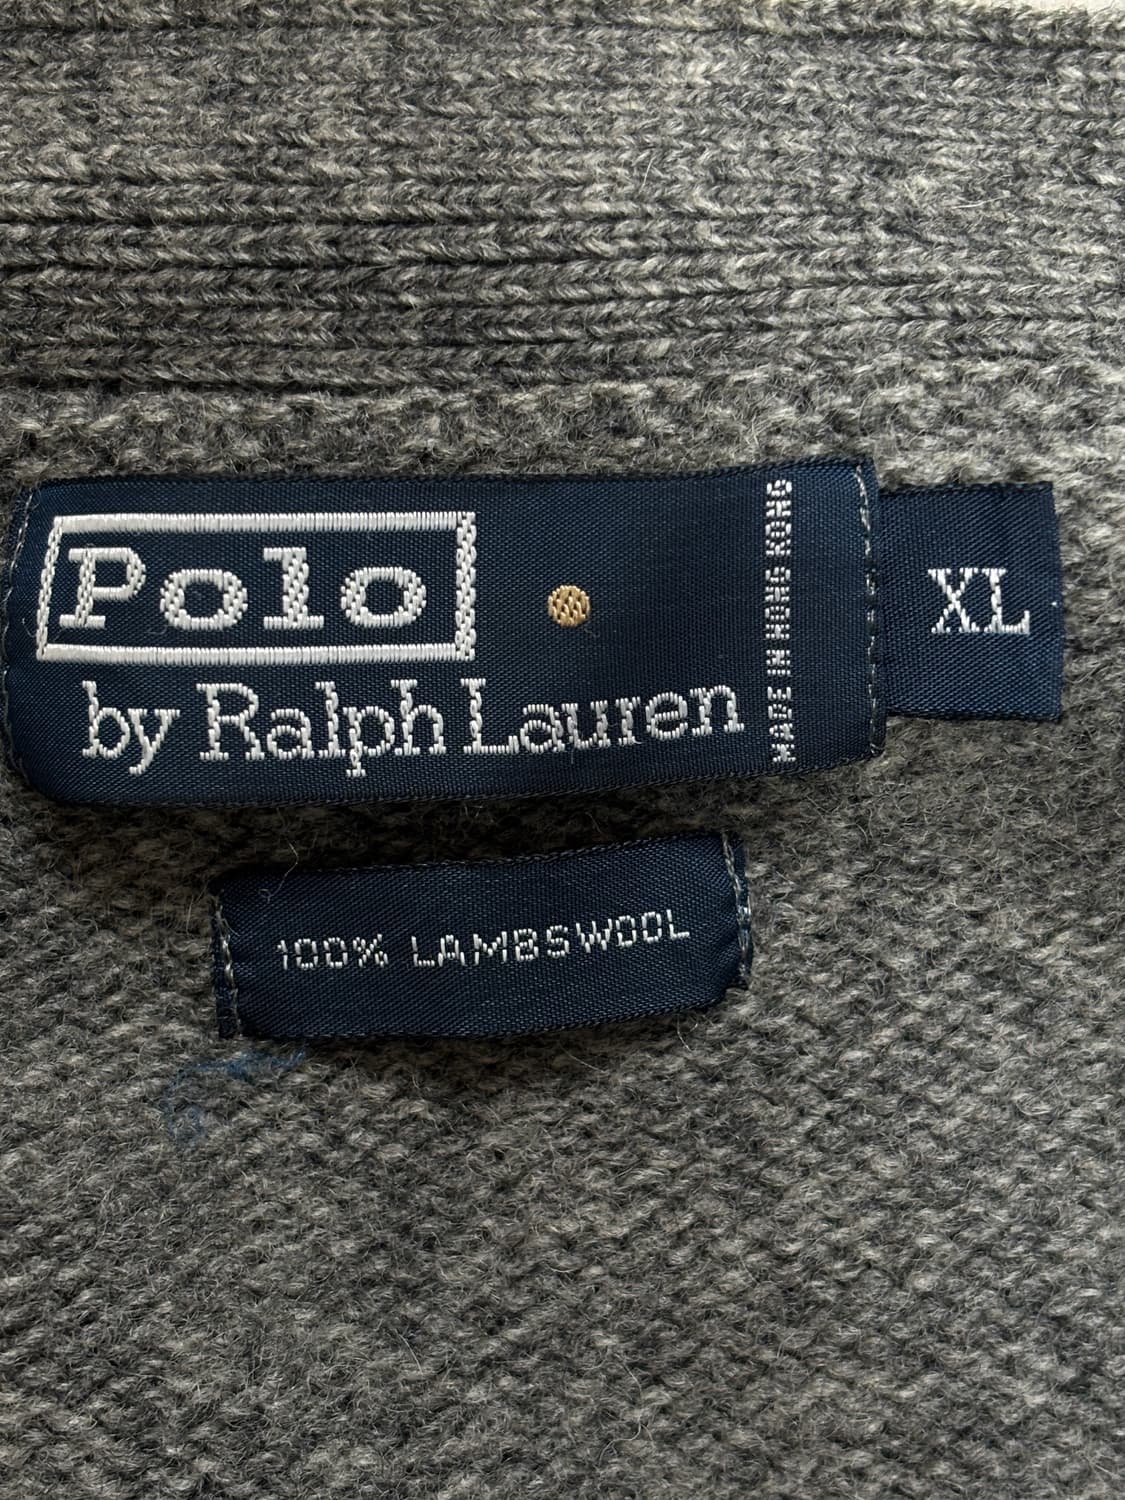 Polo
by Ralph Lauren
MADE IN HONG KONG
XL
100% LAMBSWOOL